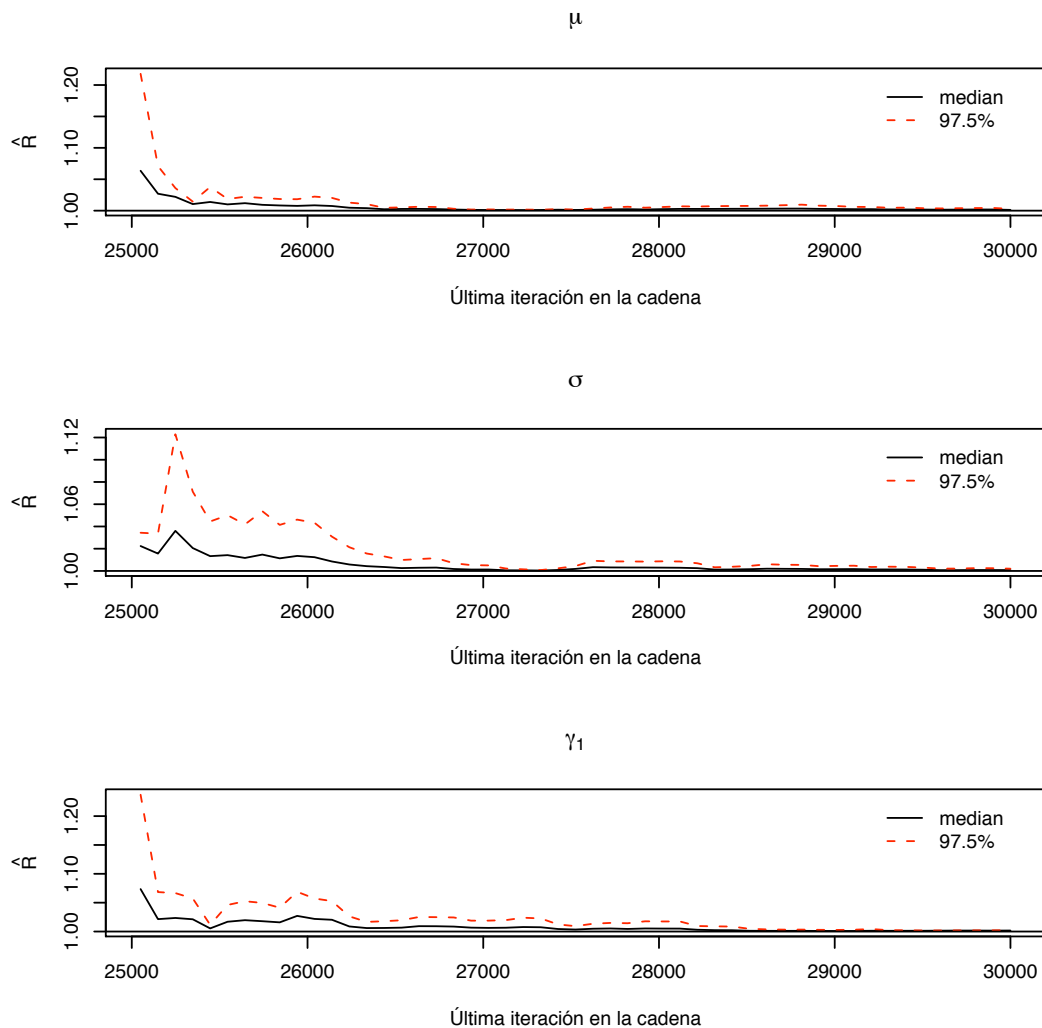 μ
1.20
1.10
1.00
R̂
median
97.5%
25000 26000 27000 28000 29000 30000
Última iteración en la cadena
σ
1.12
1.06
1.00
R̂
median
97.5%
25000 26000 27000 28000 29000 30000
Última iteración en la cadena
γ₁
1.20
1.10
1.00
R̂
median
97.5%
25000 26000 27000 28000 29000 30000
Última iteración en la cadena